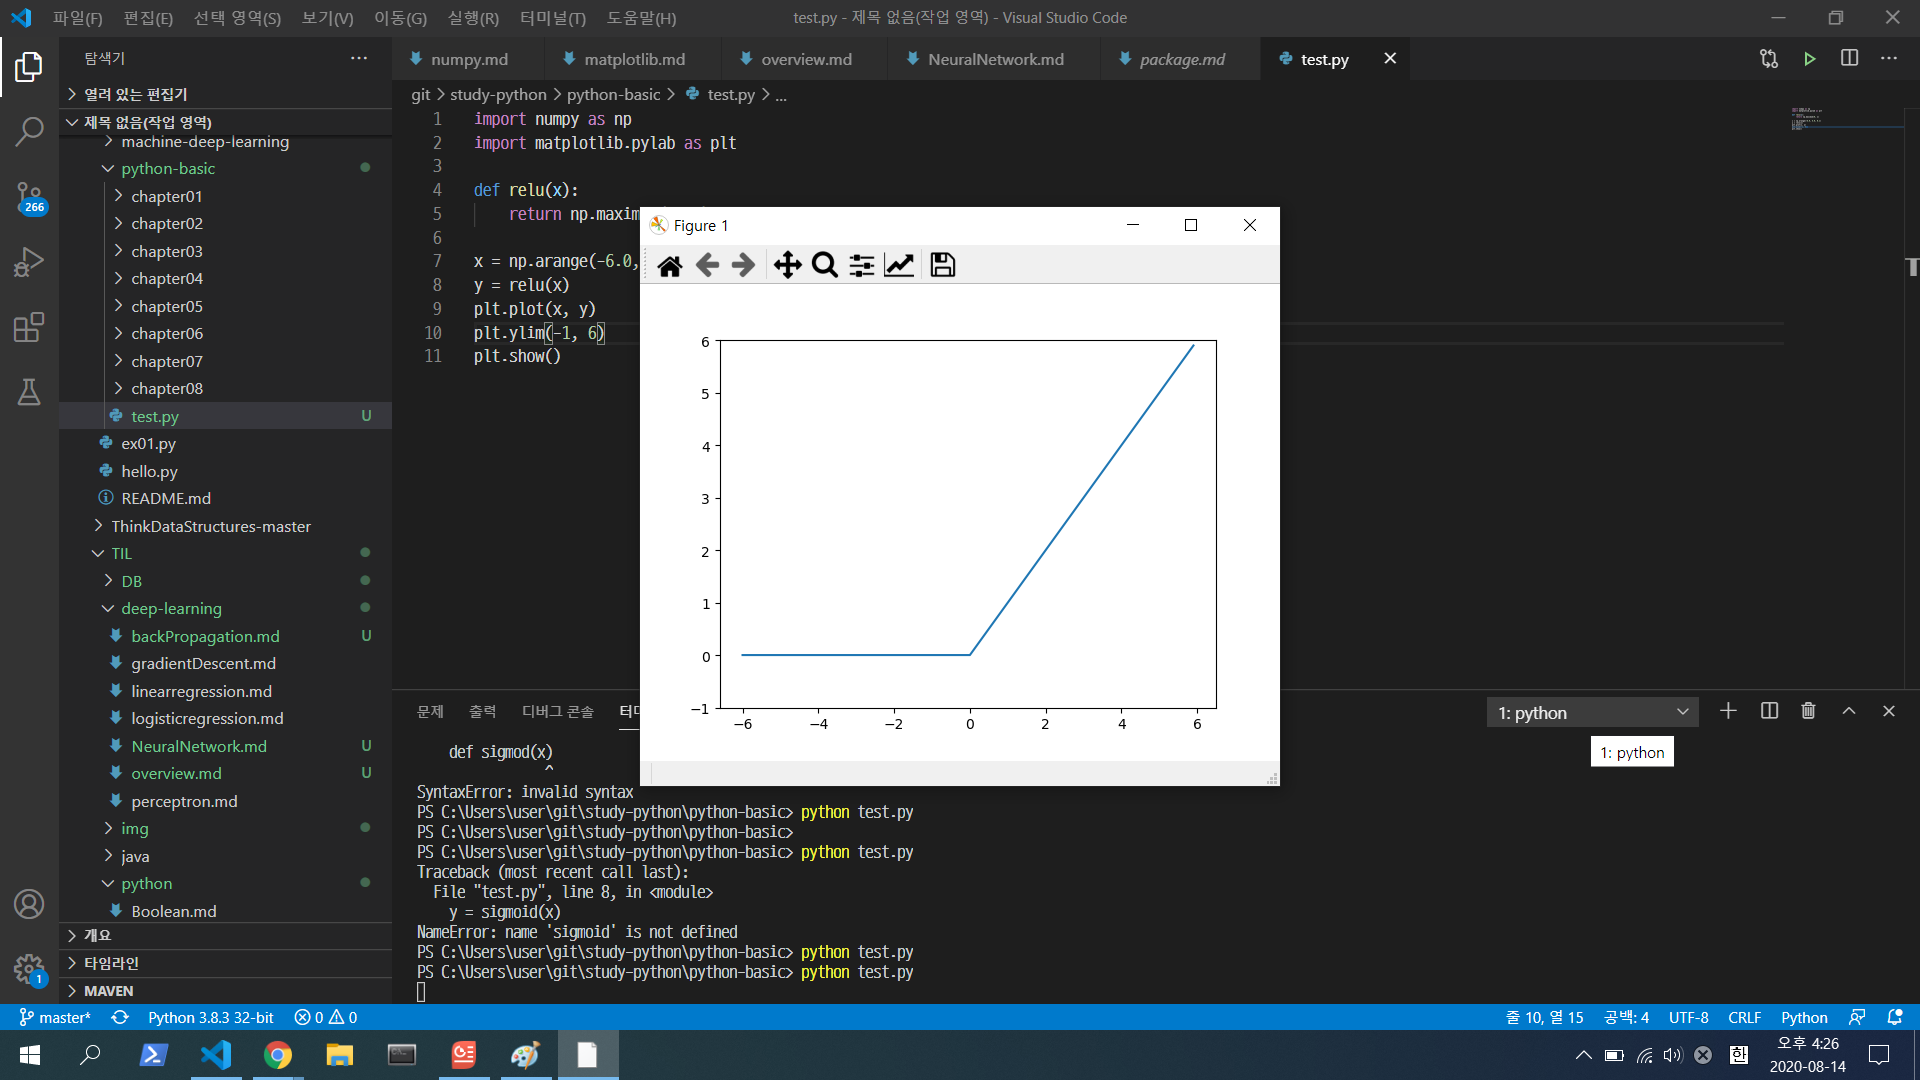 파일(F) 편집(E) 선택 영역(S) 보기(V) 이동(G) 실행(R) 터미널(T) 도움말(H)
test.py - 제목 없음(작업 영역) - Visual Studio Code
탐색기
열려 있는 편집기
제목 없음(작업 영역)
machine-deep-learning
python-basic
chapter01
chapter02
chapter03
chapter04
chapter05
chapter06
chapter07
chapter08
test.py U
ex01.py
hello.py
README.md
ThinkDataStructures-master
TIL
DB
deep-learning
backPropagation.md U
gradientDescent.md
linearregression.md
logisticregression.md
NeuralNetwork.md U
overview.md U
perceptron.md
img
java
python
Boolean.md
개요
타임라인
MAVEN
266
1
numpy.md matplotlib.md overview.md NeuralNetwork.md package.md test.py
git > study-python > python-basic > test.py > ...
1 import numpy as np
2 import matplotlib.pylab as plt
3
4 def relu(x):
5 return np.maxim
6
7 x = np.arange(-6.0,
8 y = relu(x)
9 plt.plot(x, y)
10 plt.ylim(-1, 6)
11 plt.show()
Figure 1
6
5
4
3
2
1
0
−1
−6 −4 −2 0 2 4 6
문제 출력 디버그 콘솔
1: python
1: python
def sigmod(x)
^
SyntaxError: invalid syntax
PS C:\Users\user\git\study-python\python-basic> python test.py
PS C:\Users\user\git\study-python\python-basic>
PS C:\Users\user\git\study-python\python-basic> python test.py
Traceback (most recent call last):
File "test.py", line 8, in <module>
y = sigmoid(x)
NameError: name 'sigmoid' is not defined
PS C:\Users\user\git\study-python\python-basic> python test.py
PS C:\Users\user\git\study-python\python-basic> python test.py
master* Python 3.8.3 32-bit 0 0 줄 10, 열 15 공백: 4 UTF-8 CRLF Python
한
오후 4:26
2020-08-14